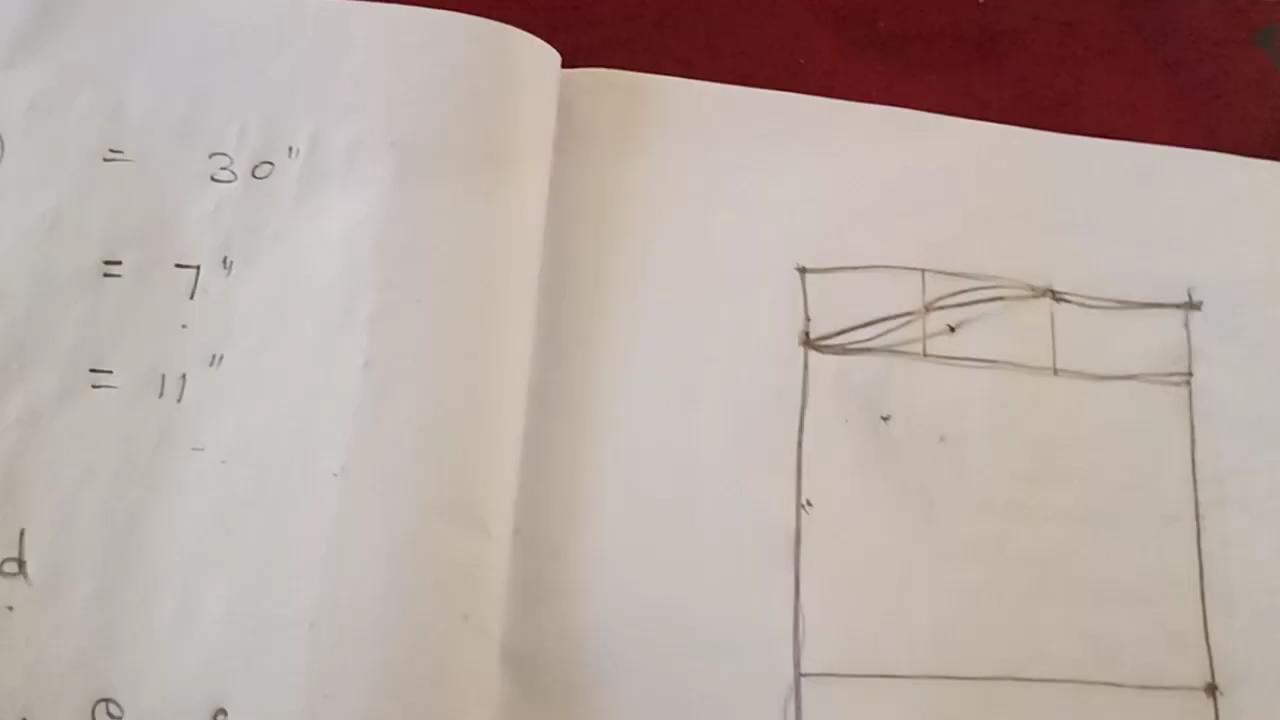 = 30"
= 7"
= 11"
d